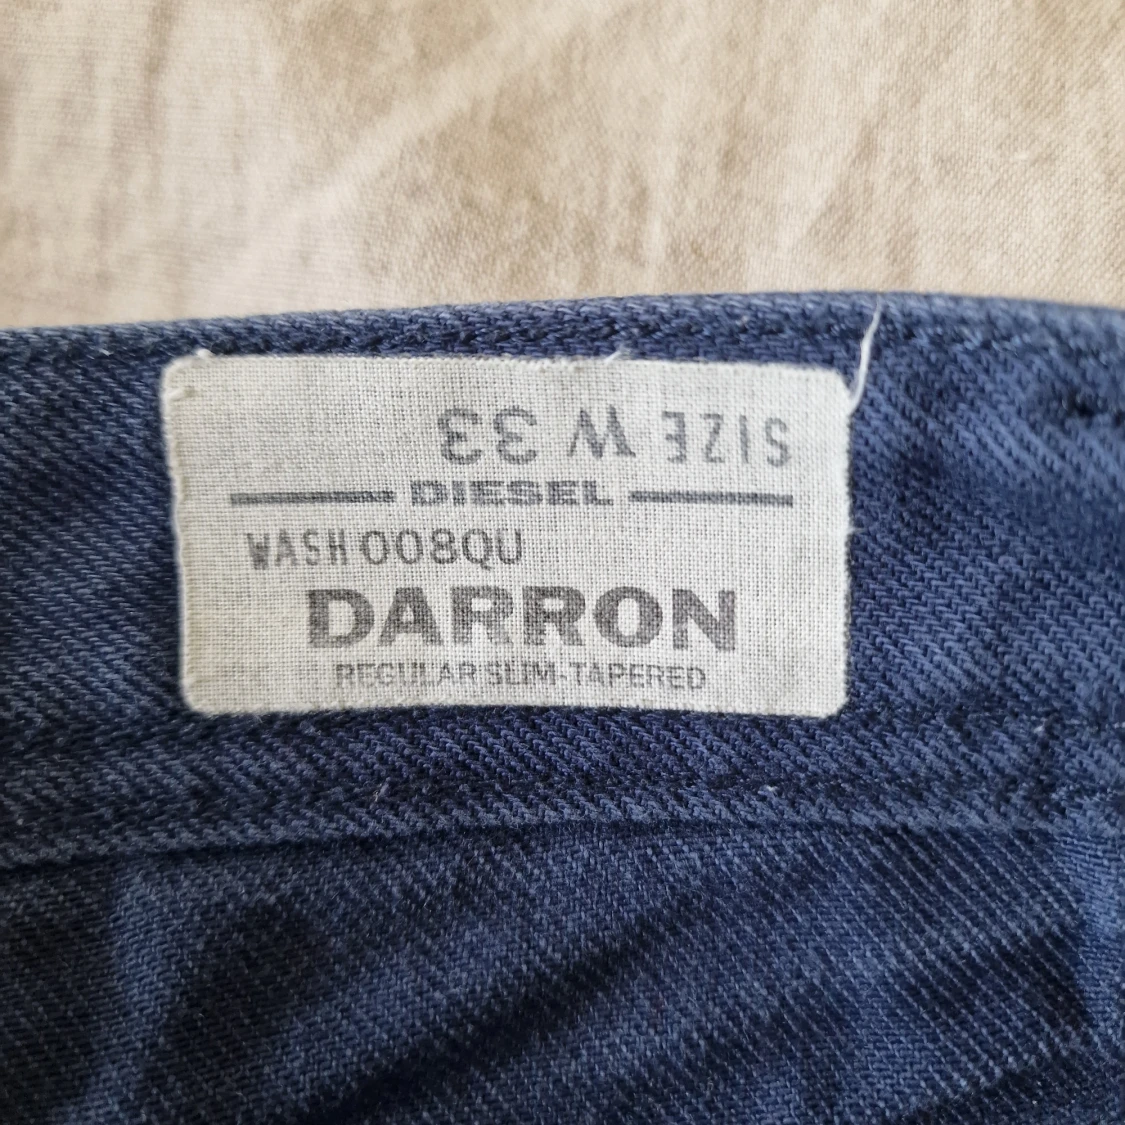 SIZE W 33
DIESEL
WASH 008QU
DARRON
REGULAR SLIM-TAPERED